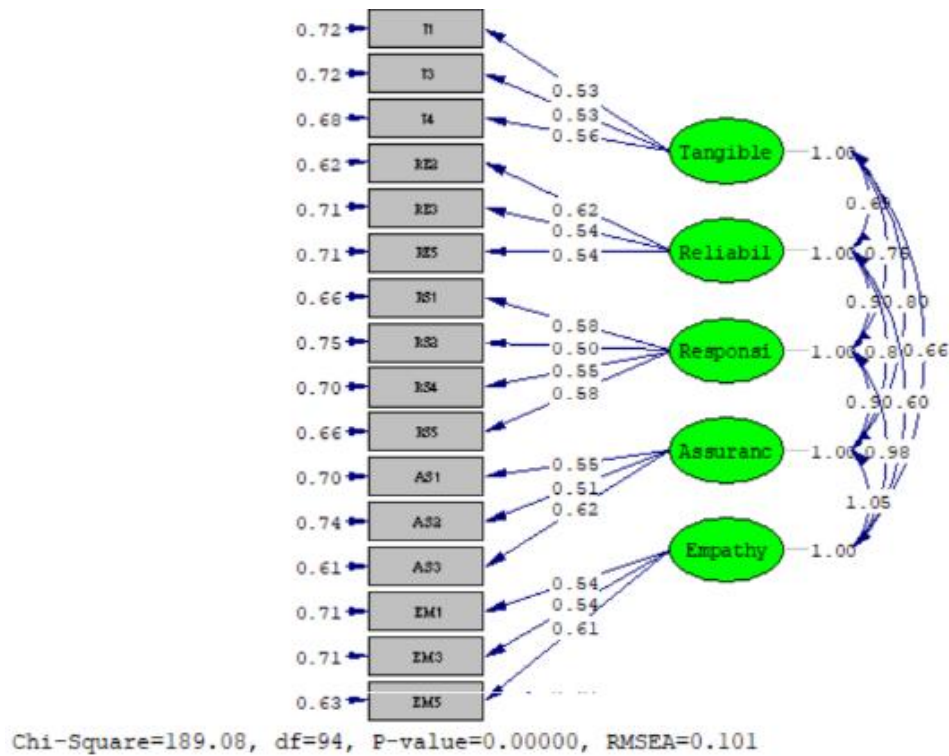 0.72 T1
0.72 T3
0.68 T4
0.62 RE2
0.71 RE3
0.71 RE5
0.66 RS1
0.75 RS2
0.70 RS4
0.66 RS5
0.70 AS1
0.74 AS2
0.61 AS3
0.71 EM1
0.71 EM3
0.63 EM5
0.53
0.53
0.56
0.62
0.54
0.54
0.58
0.50
0.55
0.58
0.55
0.51
0.62
0.54
0.54
0.61
Tangible 1.00
Reliabil 1.00
Responsi 1.00
Assuranc 1.00
Empathy 1.00
0.80
0.66
0.60
0.98
1.05
Chi-Square=189.08, df=94, P-value=0.00000, RMSEA=0.101